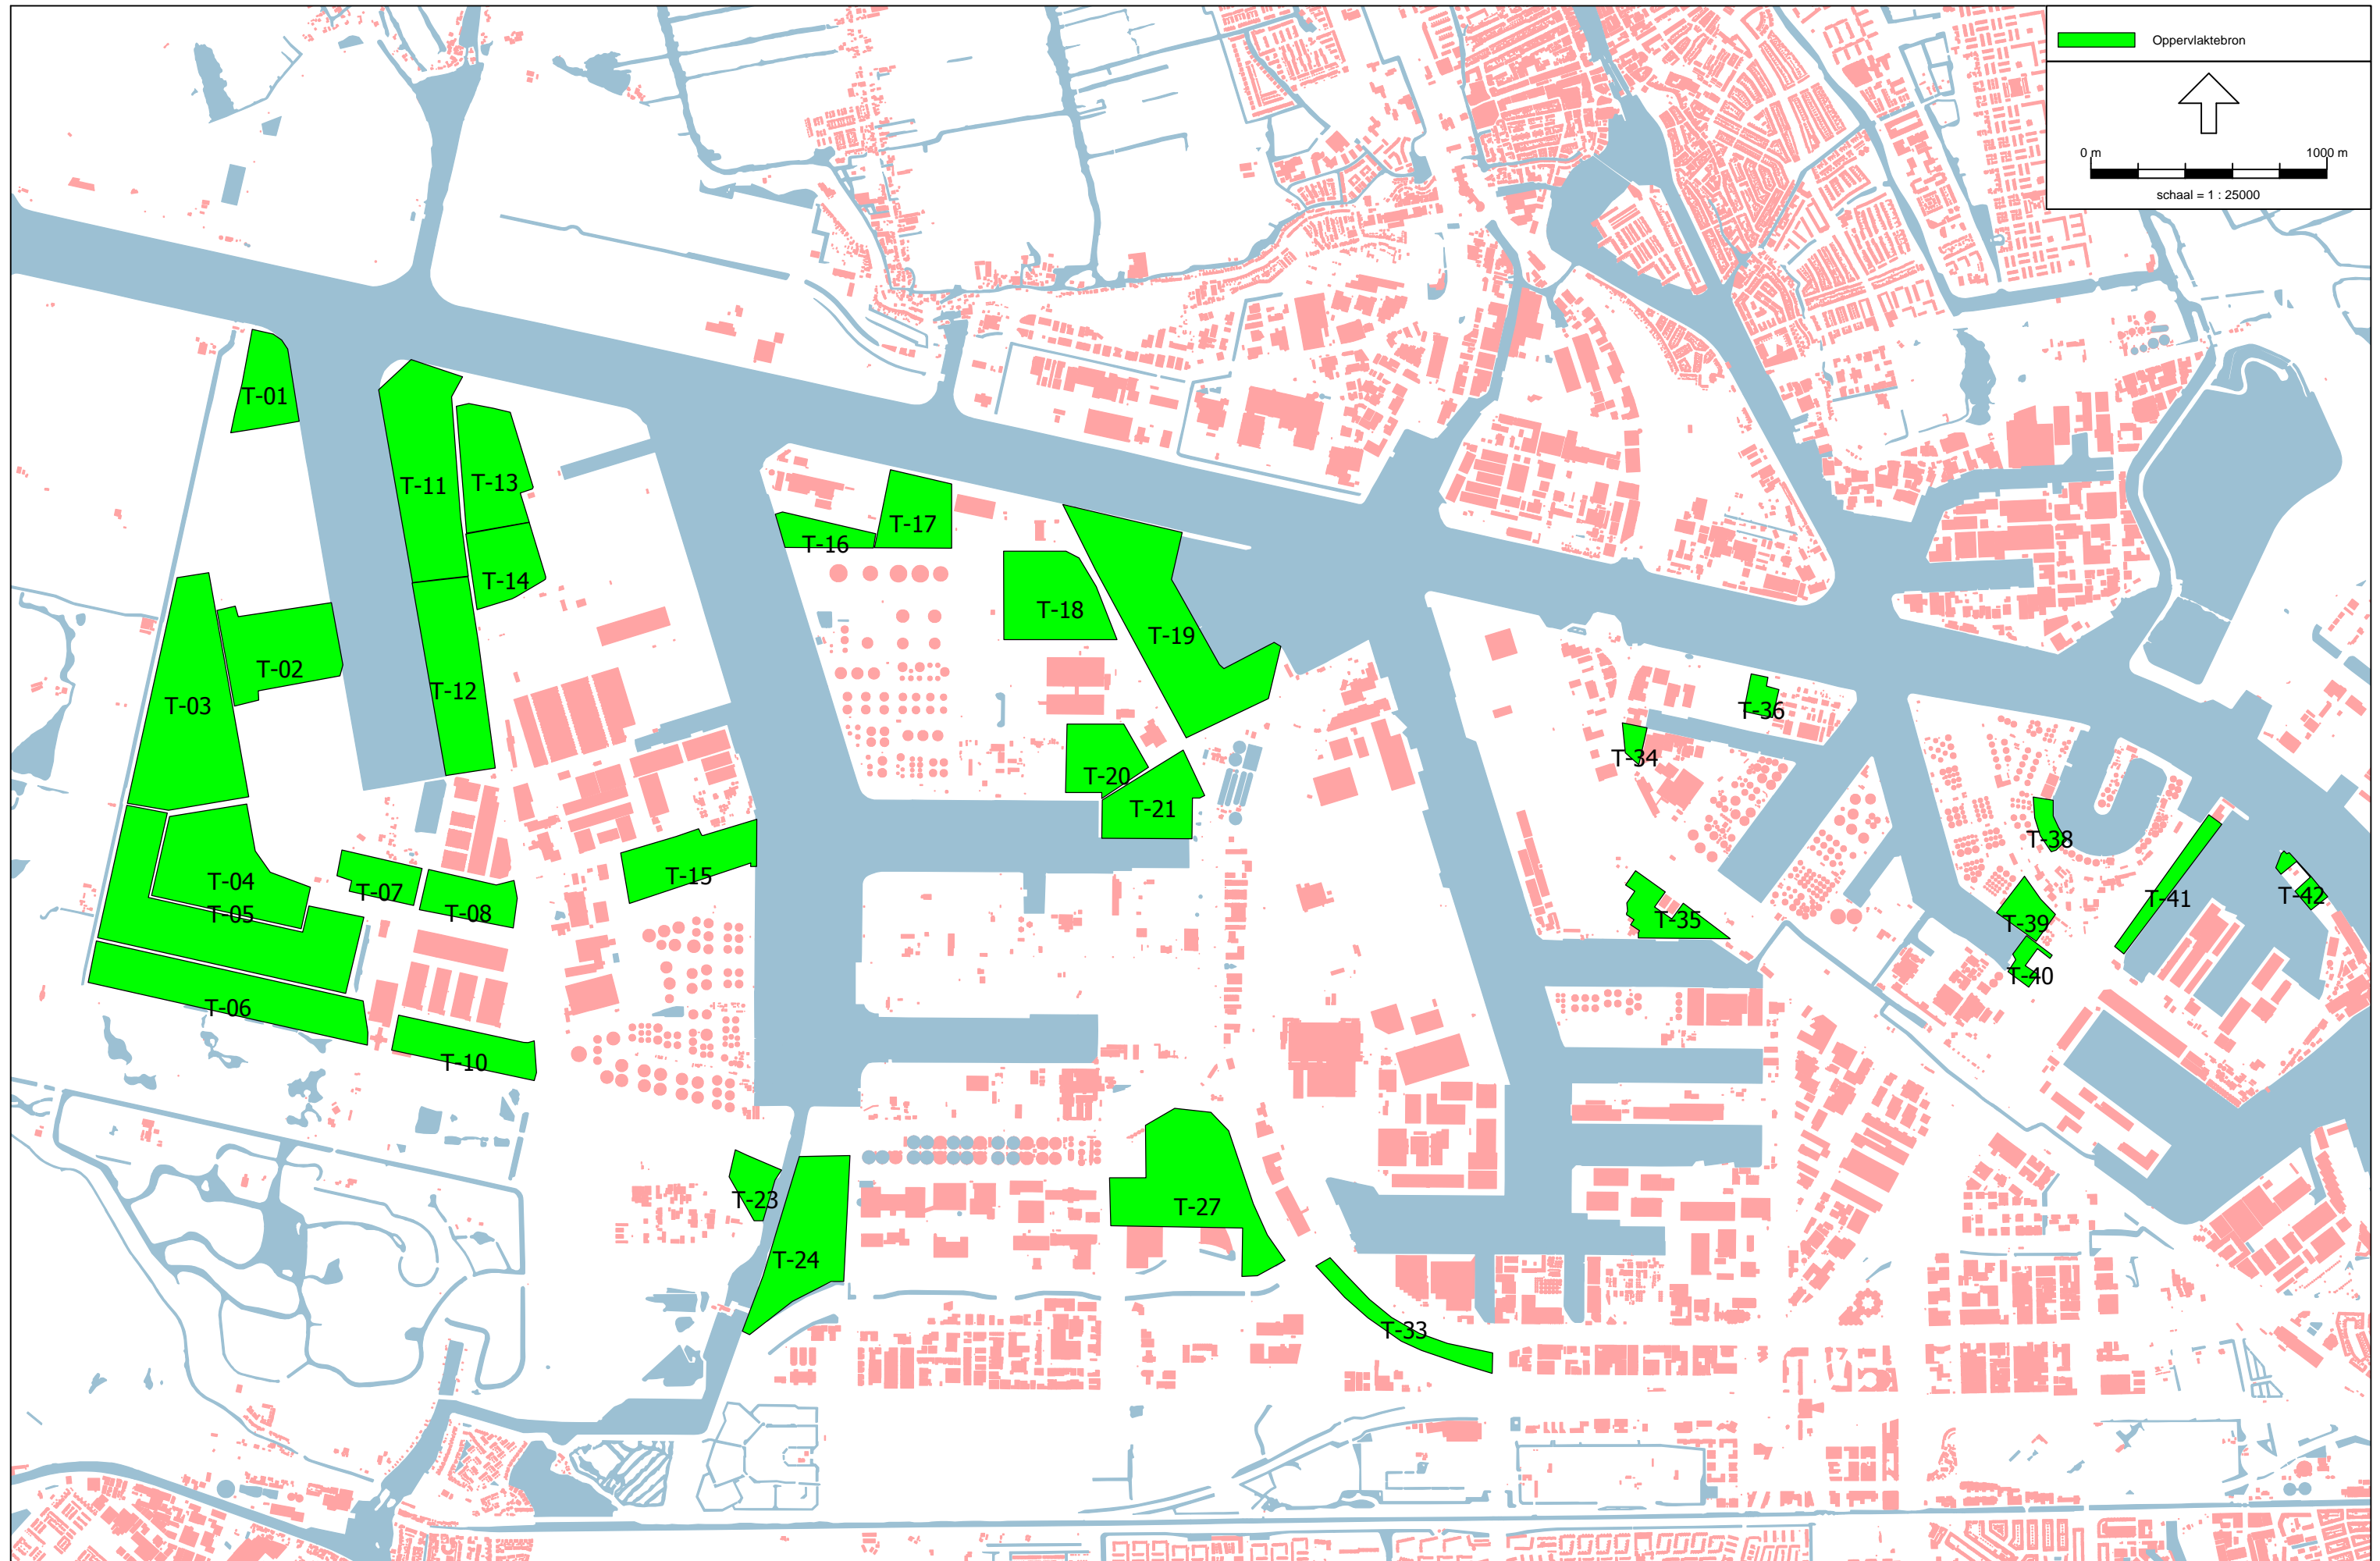 Oppervlaktebron
0 m 1000 m
schaal = 1 : 25000
T-01
T-11
T-13
T-17
T-16
T-14
T-18
T-19
T-02
T-12
T-03
T-36
T-34
T-20
T-21
T-38
T-15
T-04
T-07
T-08
T-05
T-35
T-41
T-42
T-39
T-40
T-06
T-10
T-23
T-27
T-24
T-33